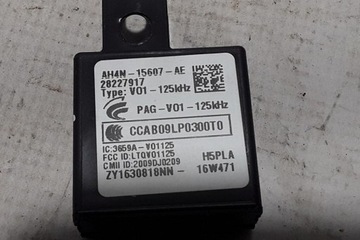 AH4N-15607-AE
28227917
Type: V01-125kHz
PAG-V01-125kHz
CCAB09LP0300T0
IC:3659A-V01125
FCC ID:LTQV01125
CMII ID:2009DJ0209
H5PLA
ZY1630818NN- 16W471